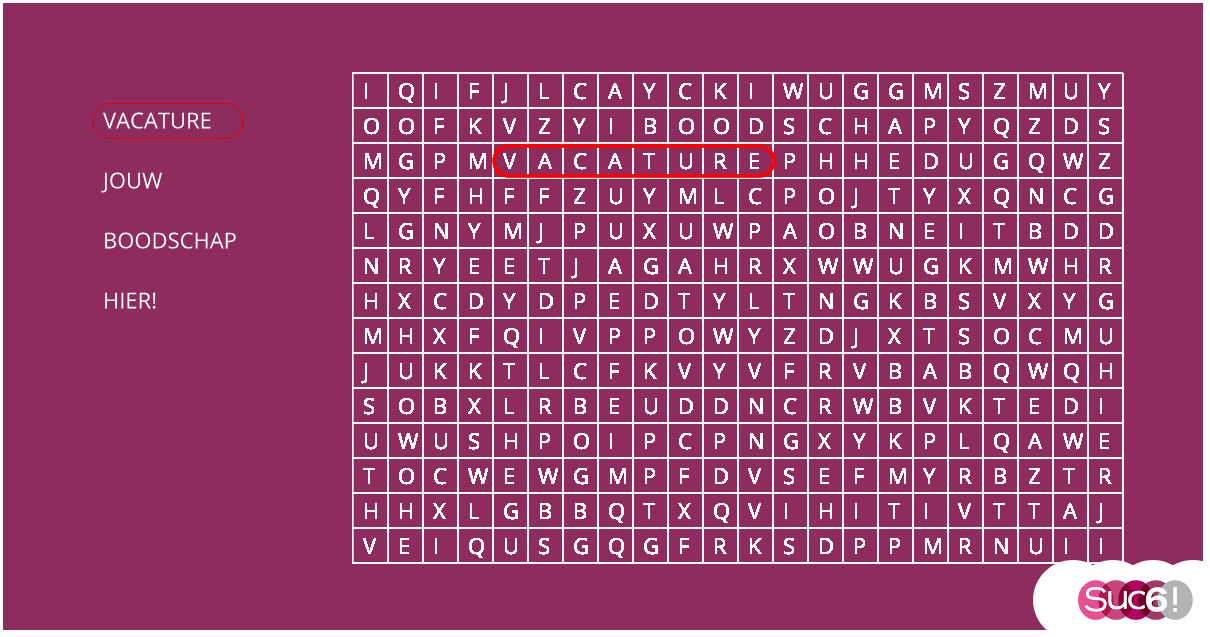 VACATURE
JOUW
BOODSCHAP
HIER!
I Q I F J L C A Y C K I W U G G M S Z M U Y
O O F K V Z Y I B O O D S C H A P Y Q Z D S
M G P M V A C A T U R E P H H E D U G Q W Z
Q Y F H F F Z U Y M L C P O J T Y X Q N C G
L G N Y M J P U X U W P A O B N E I T B D D
N R Y E E T J A G A H R X W W U G K M W H R
H X C D Y D P E D T Y L T N G K B S V X Y G
M H X F Q I V P P O W Y Z D J X T S O C M U
J U K K T L C F K V Y V F R V B A B Q W Q H
S O B X L R B E U D D N C R W B V K T E D I
U W U S H P O I P C P N G X Y K P L Q A W E
T O C W E W G M P F D V S E F M Y R B Z T R
H H X L G B B Q T X Q V I H I T I V T T A J
V E I Q U S G Q G F R K S D P P M R N U I I
Suc6!